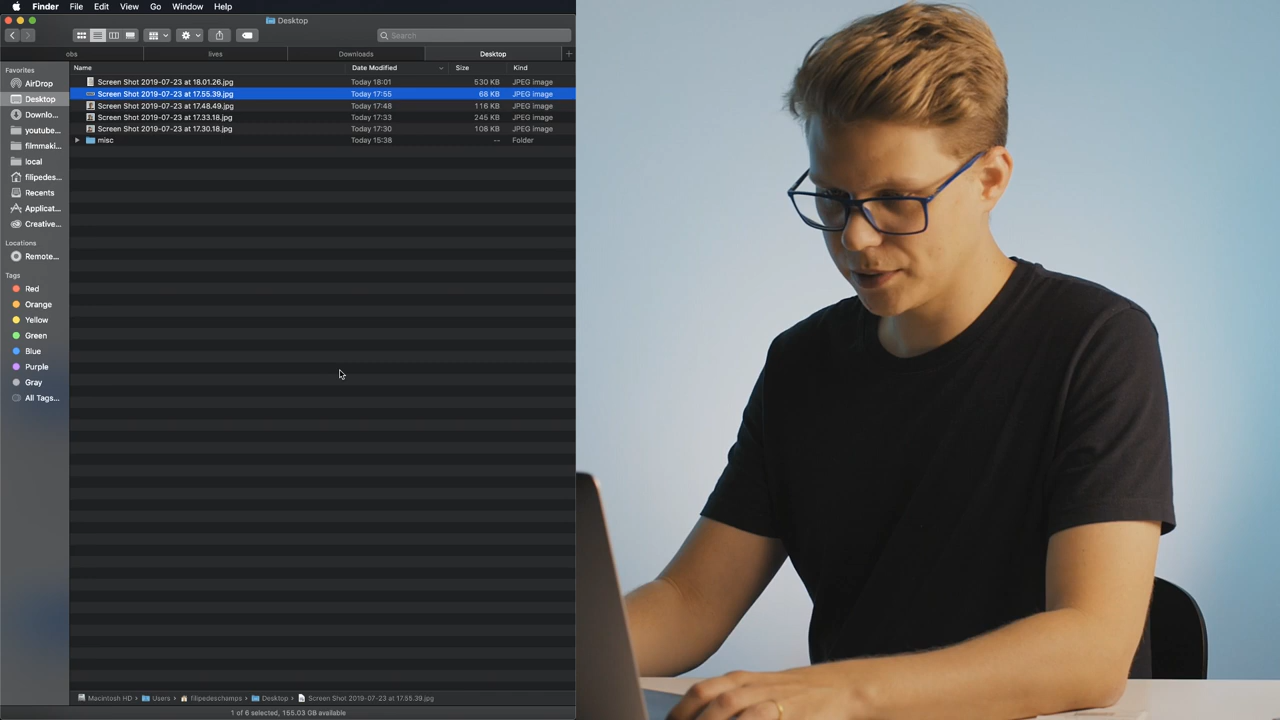 Finder File Edit View Go Window Help
Desktop
Search
obs lives Downloads Desktop
Name Date Modified Size Kind
Screen Shot 2019-07-23 at 18.01.26.jpg Today 18:01 530 KB JPEG image
Screen Shot 2019-07-23 at 17.55.39.jpg Today 17:55 68 KB JPEG image
Screen Shot 2019-07-23 at 17.48.49.jpg Today 17:48 116 KB JPEG image
Screen Shot 2019-07-23 at 17.33.18.jpg Today 17:33 245 KB JPEG image
Screen Shot 2019-07-23 at 17.30.18.jpg Today 17:30 108 KB JPEG image
misc Today 15:38 -- Folder
Favorites
AirDrop
Desktop
Downlo...
youtube...
filmmaki...
local
filipedes...
Recents
Applicat...
Creative...
Locations
Remote...
Tags
Red
Orange
Yellow
Green
Blue
Purple
Gray
All Tags...
Macintosh HD › Users › filipedeschamps › Desktop › Screen Shot 2019-07-23 at 17.55.39.jpg
1 of 6 selected, 155.03 GB available